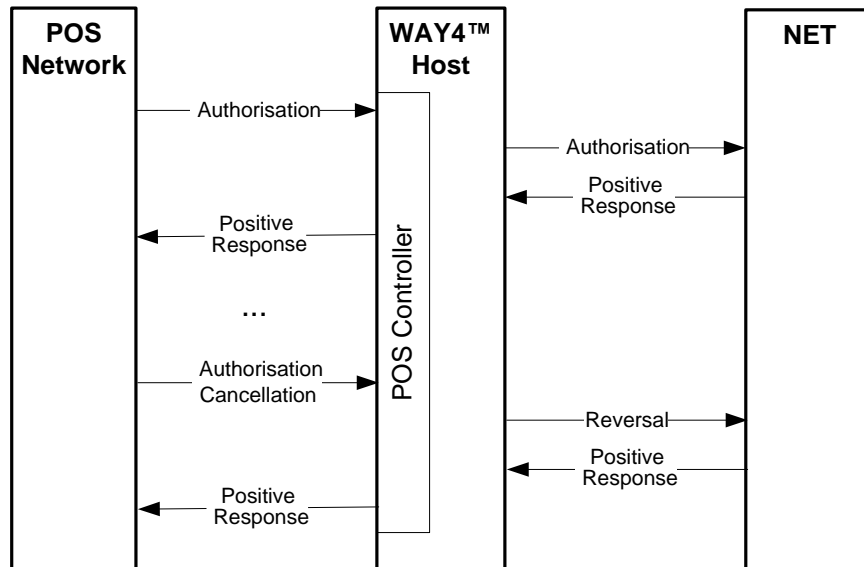 POS
Network
WAY4™
Host
NET
Authorisation
Authorisation
Positive
Response
Positive
Response
...
POS Controller
Authorisation
Cancellation
Reversal
Positive
Response
Positive
Response